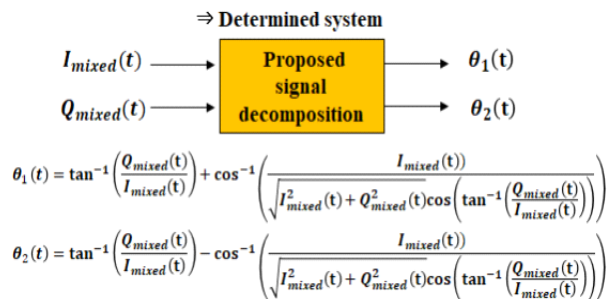 ⇒ Determined system
I_mixed(t)
Proposed signal decomposition
θ_1(t)
Q_mixed(t)
θ_2(t)
θ_1(t) = tan^{-1}(Q_mixed(t)/I_mixed(t)) + cos^{-1}(I_mixed(t))/(√(I^2_mixed(t) + Q^2_mixed(t))cos(tan^{-1}(Q_mixed(t)/I_mixed(t)))))
θ_2(t) = tan^{-1}(Q_mixed(t)/I_mixed(t)) − cos^{-1}(I_mixed(t))/(√(I^2_mixed(t) + Q^2_mixed(t))cos(tan^{-1}(Q_mixed(t)/I_mixed(t)))))